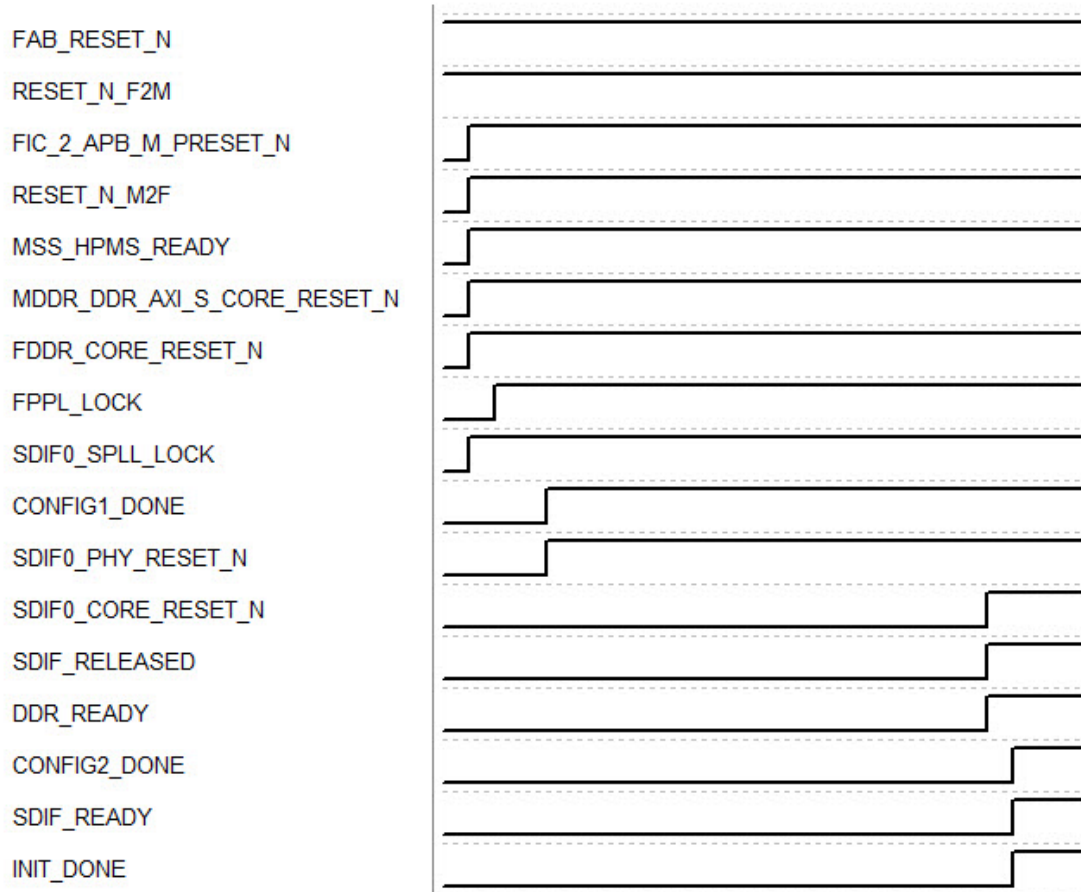 FAB_RESET_N
RESET_N_F2M
FIC_2_APB_M_PRESET_N
RESET_N_M2F
MSS_HPMS_READY
MDDR_DDR_AXI_S_CORE_RESET_N
FDDR_CORE_RESET_N
FPPL_LOCK
SDIF0_SPLL_LOCK
CONFIG1_DONE
SDIF0_PHY_RESET_N
SDIF0_CORE_RESET_N
SDIF_RELEASED
DDR_READY
CONFIG2_DONE
SDIF_READY
INIT_DONE